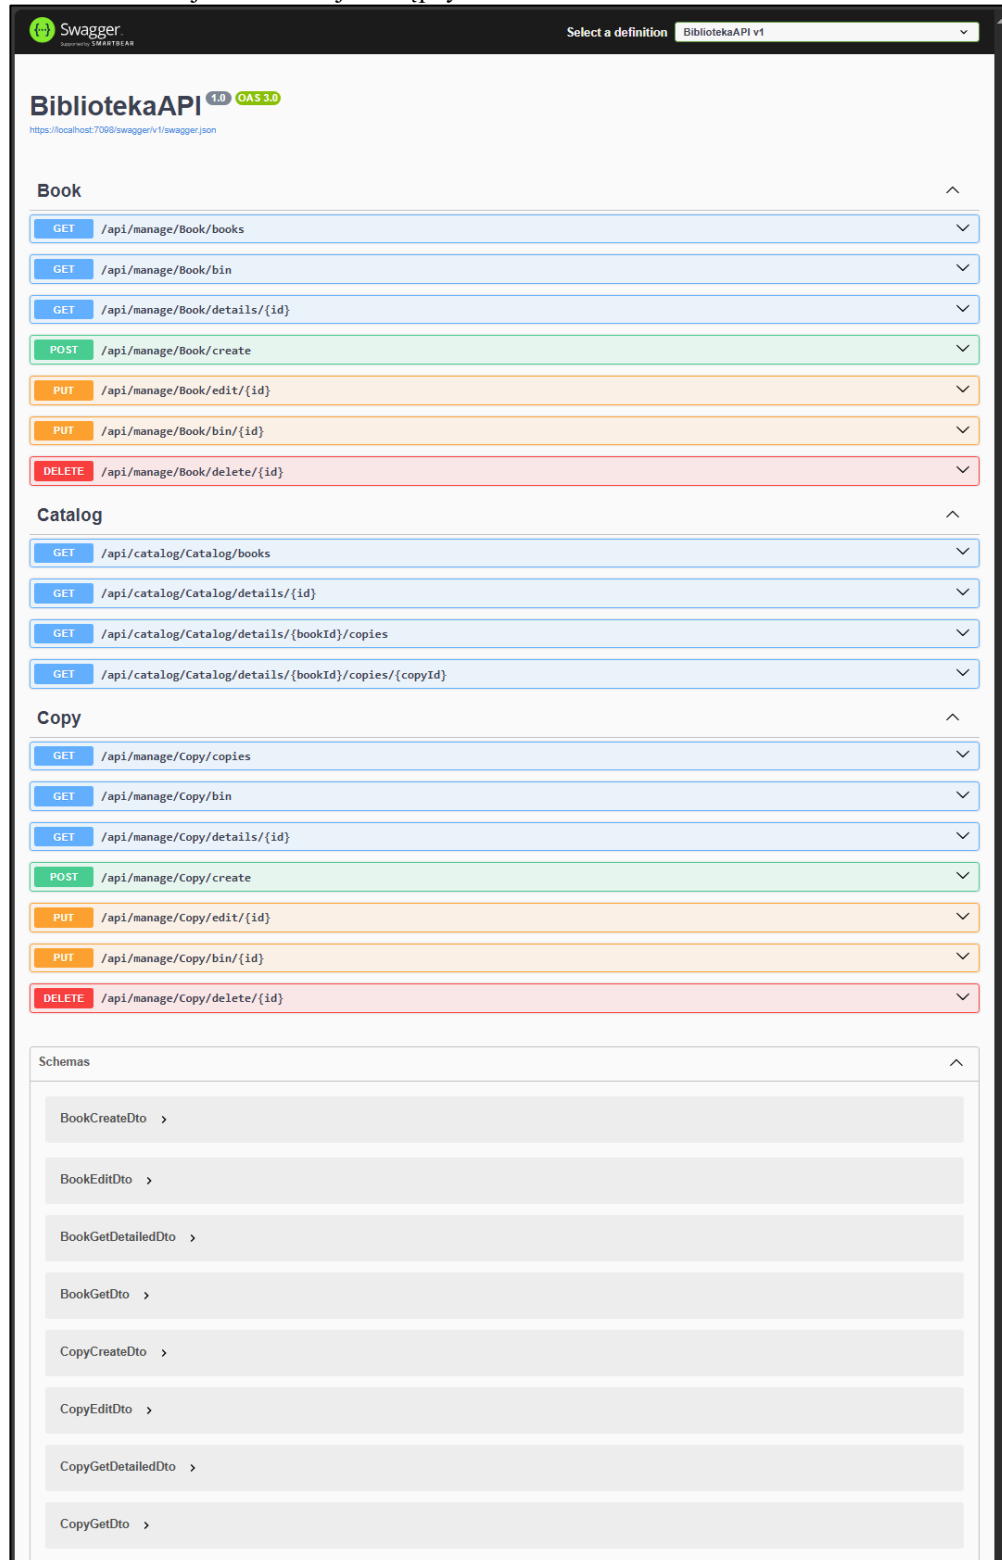 Swagger.
Supported by SMARTBEAR
Select a definition
BibliotekaAPI v1
BibliotekaAPI 1.0 OAS 3.0
https://localhost:7098/swagger/v1/swagger.json
Book
GET /api/manage/Book/books
GET /api/manage/Book/bin
GET /api/manage/Book/details/{id}
POST /api/manage/Book/create
PUT /api/manage/Book/edit/{id}
PUT /api/manage/Book/bin/{id}
DELETE /api/manage/Book/delete/{id}
Catalog
GET /api/catalog/Catalog/books
GET /api/catalog/Catalog/details/{id}
GET /api/catalog/Catalog/details/{bookId}/copies
GET /api/catalog/Catalog/details/{bookId}/copies/{copyId}
Copy
GET /api/manage/Copy/copies
GET /api/manage/Copy/bin
GET /api/manage/Copy/details/{id}
POST /api/manage/Copy/create
PUT /api/manage/Copy/edit/{id}
PUT /api/manage/Copy/bin/{id}
DELETE /api/manage/Copy/delete/{id}
Schemas
BookCreateDto
BookEditDto
BookGetDetailedDto
BookGetDto
CopyCreateDto
CopyEditDto
CopyGetDetailedDto
CopyGetDto